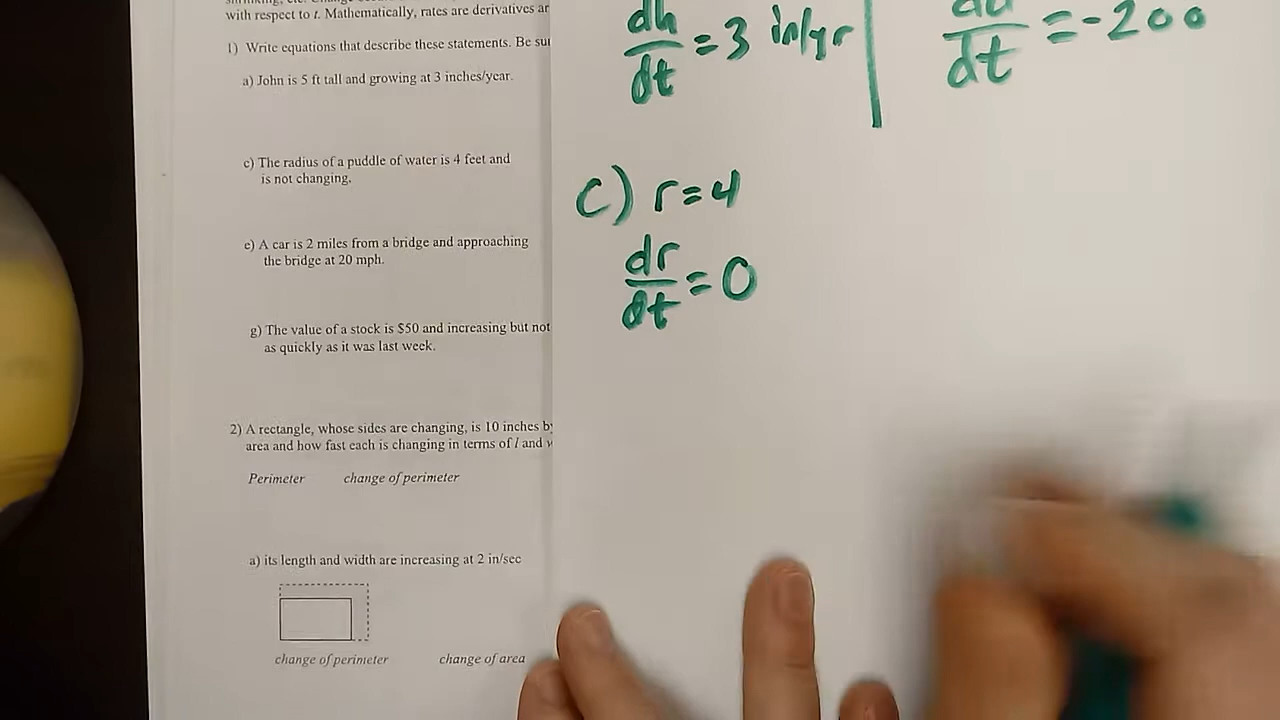 with respect to t. Mathematically, rates are derivatives ar
1) Write equations that describe these statements. Be sur
a) John is 5 ft tall and growing at 3 inches/year.
c) The radius of a puddle of water is 4 feet and
is not changing.
e) A car is 2 miles from a bridge and approaching
the bridge at 20 mph.
g) The value of a stock is $50 and increasing but not
as quickly as it was last week.
2) A rectangle, whose sides are changing, is 10 inches by
area and how fast each is changing in terms of l and w
Perimeter change of perimeter
a) its length and width are increasing at 2 in/sec
change of perimeter change of area
dh/dt = 3 in/yr
dt = -200
C) r=4
dr/dt = 0